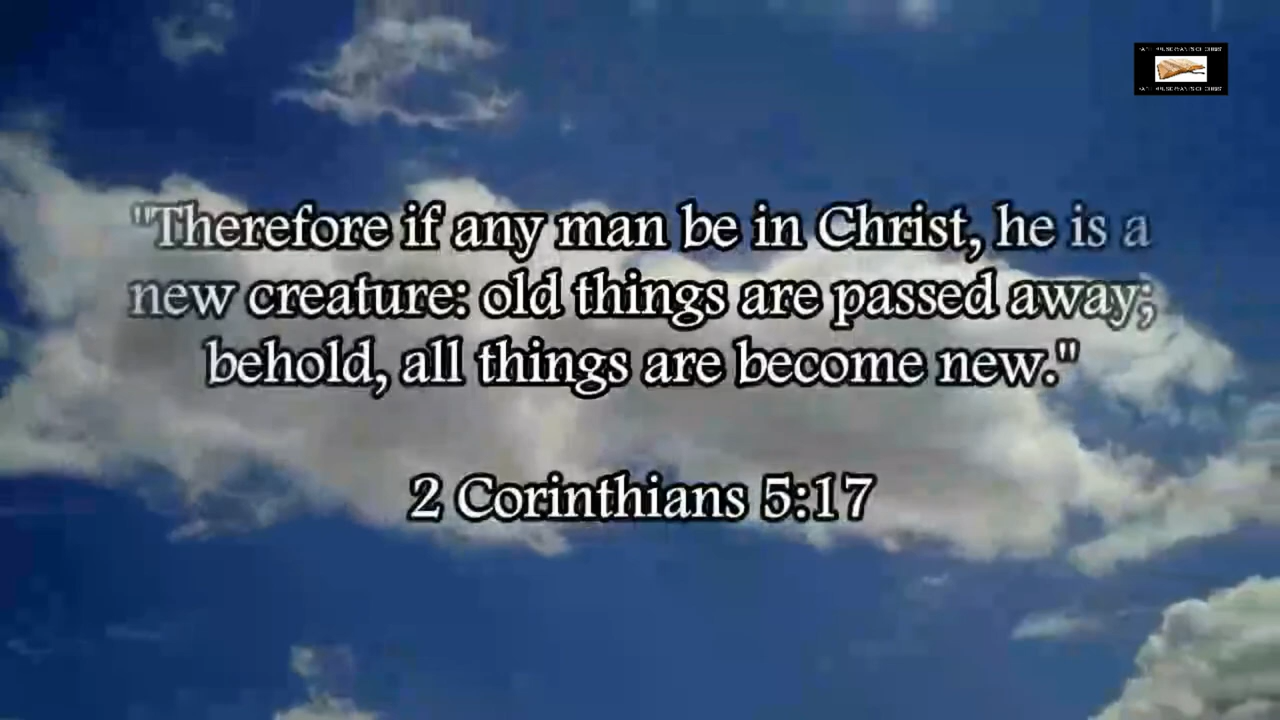 "Therefore if any man be in Christ, he is a
new creature: old things are passed away;
behold, all things are become new."
2 Corinthians 5:17